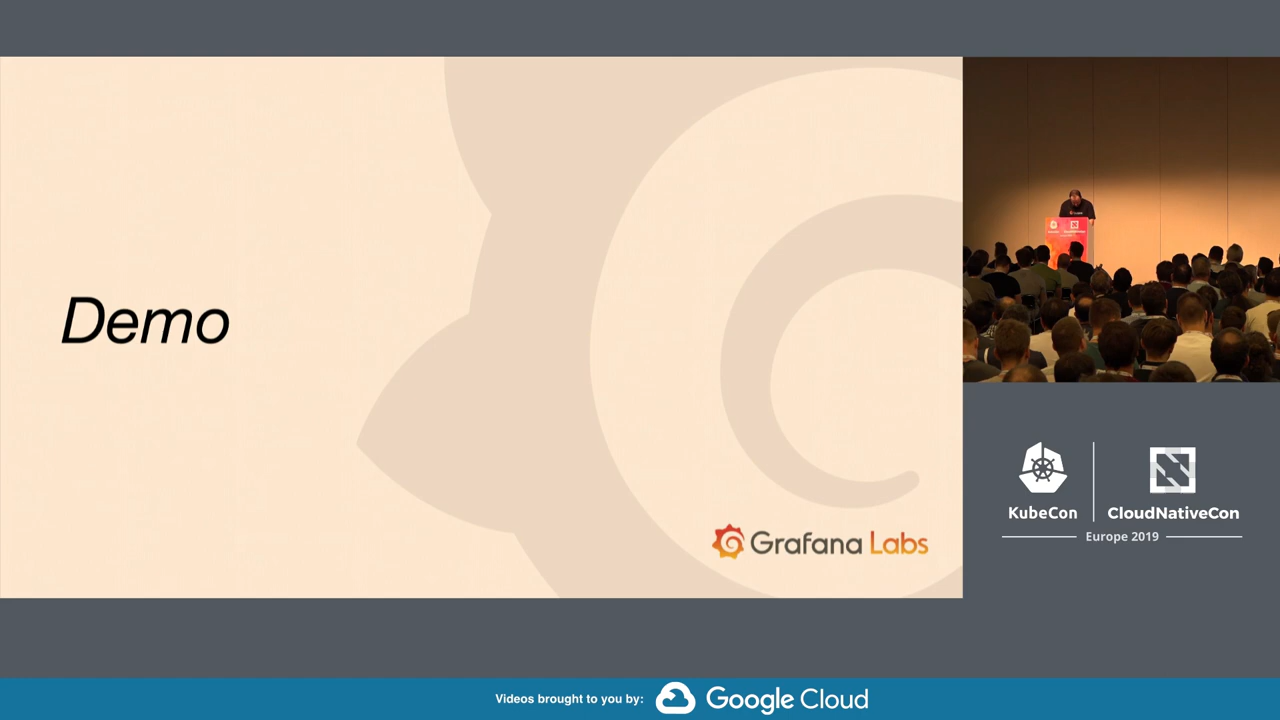 Demo
Grafana Labs
KubeCon
CloudNativeCon
Europe 2019
Videos brought to you by:
Google Cloud